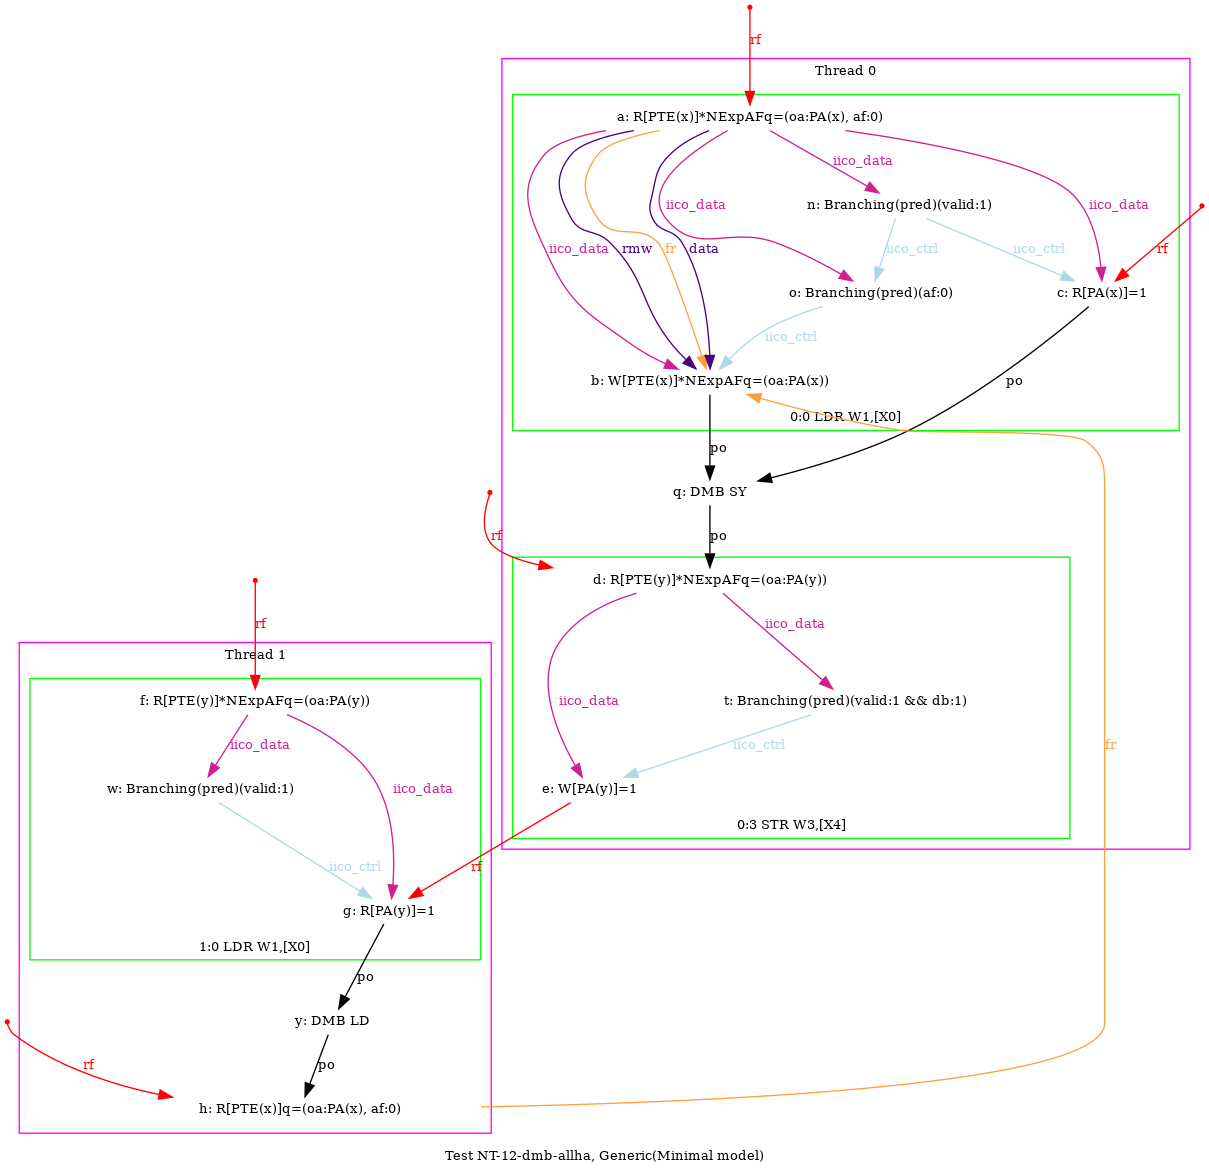 rf
Thread 0
a: R[PTE(x)]*NExpAFq=(oa:PA(x), af:0)
iico_data
n: Branching(pred)(valid:1)
iico_data
iico_data
rf
iico_data
rmw
fr
data
iico_ctrl
iico_ctrl
o: Branching(pred)(af:0)
c: R[PA(x)]=1
iico_ctrl
b: W[PTE(x)]*NExpAFq=(oa:PA(x))
po
0:0 LDR W1,[X0]
po
q: DMB SY
rf
po
d: R[PTE(y)]*NExpAFq=(oa:PA(y))
iico_data
iico_data
t: Branching(pred)(valid:1 && db:1)
iico_ctrl
e: W[PA(y)]=1
0:3 STR W3,[X4]
fr
rf
rf
Thread 1
f: R[PTE(y)]*NExpAFq=(oa:PA(y))
iico_data
w: Branching(pred)(valid:1)
iico_data
iico_ctrl
g: R[PA(y)]=1
1:0 LDR W1,[X0]
po
y: DMB LD
rf
po
h: R[PTE(x)]q=(oa:PA(x), af:0)
Test NT-12-dmb-allha, Generic(Minimal model)